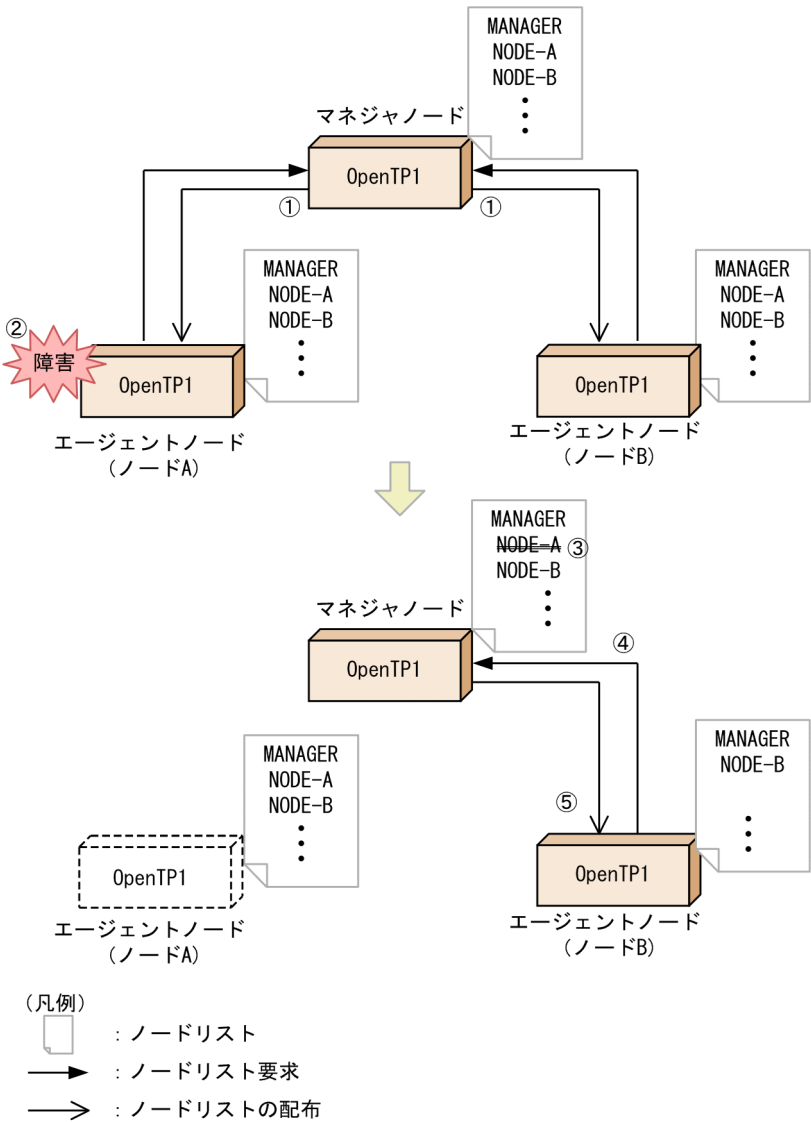 MANAGER
NODE-A
NODE-B
マネジャノード
OpenTP1
①
①
MANAGER
NODE-A
NODE-B
MANAGER
NODE-A
NODE-B
②
障害
OpenTP1
OpenTP1
エージェントノード
(ノードA)
エージェントノード
(ノードB)
MANAGER
NODE-A ③
NODE-B
マネジャノード
OpenTP1
④
MANAGER
NODE-A
NODE-B
MANAGER
NODE-B
⑤
OpenTP1
OpenTP1
エージェントノード
(ノードA)
エージェントノード
(ノードB)
(凡例)
:ノードリスト
:ノードリスト要求
:ノードリストの配布